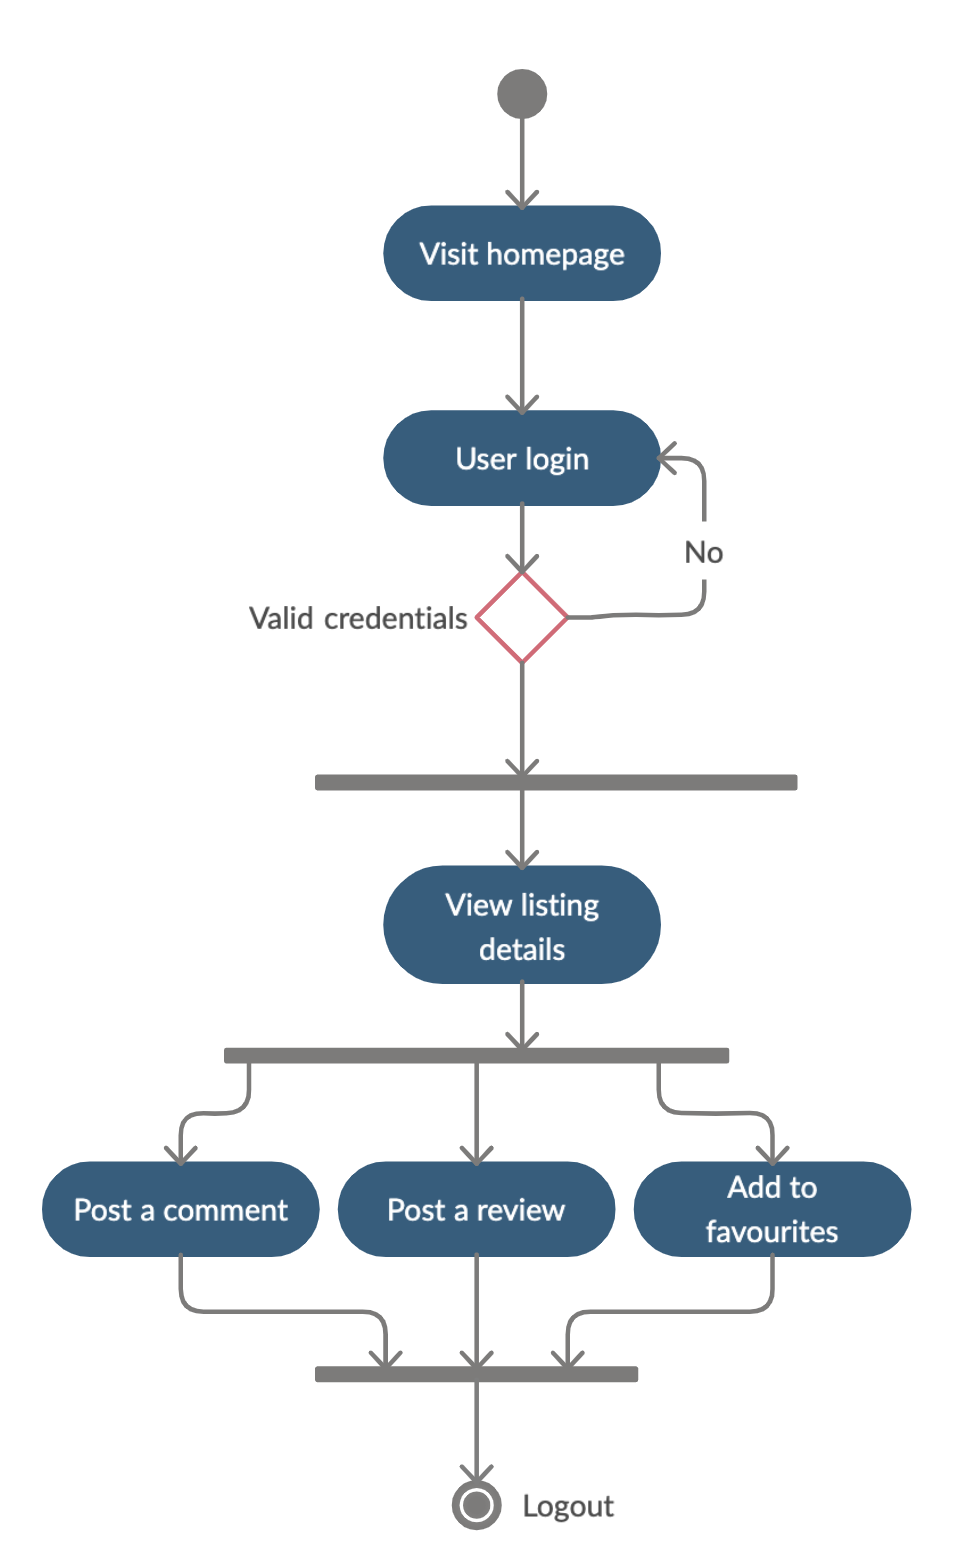 Visit homepage
User login
No
Valid credentials
View listing
details
Post a comment
Post a review
Add to
favourites
Logout